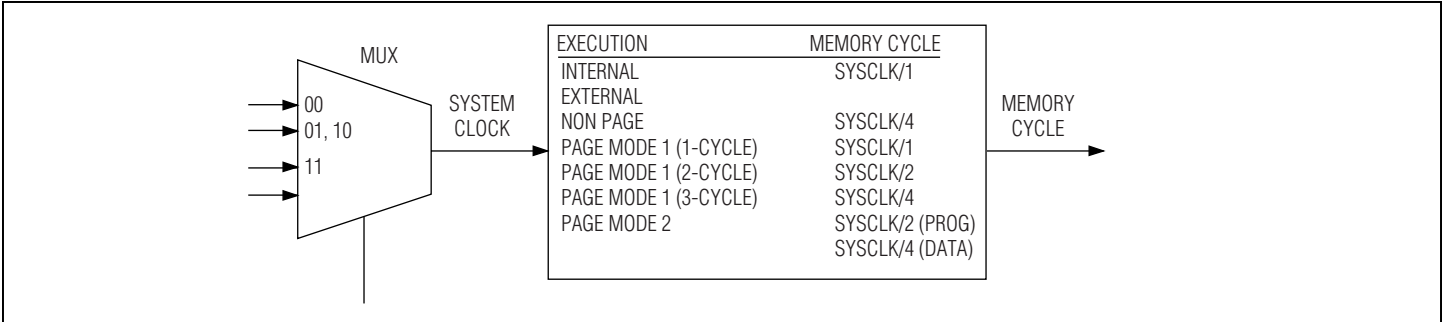 MUX
00
01, 10
11
SYSTEM
CLOCK
EXECUTION MEMORY CYCLE
INTERNAL SYSCLK/1
EXTERNAL
NON PAGE SYSCLK/4
PAGE MODE 1 (1-CYCLE) SYSCLK/1
PAGE MODE 1 (2-CYCLE) SYSCLK/2
PAGE MODE 1 (3-CYCLE) SYSCLK/4
PAGE MODE 2 SYSCLK/2 (PROG)
SYSCLK/4 (DATA)
MEMORY
CYCLE